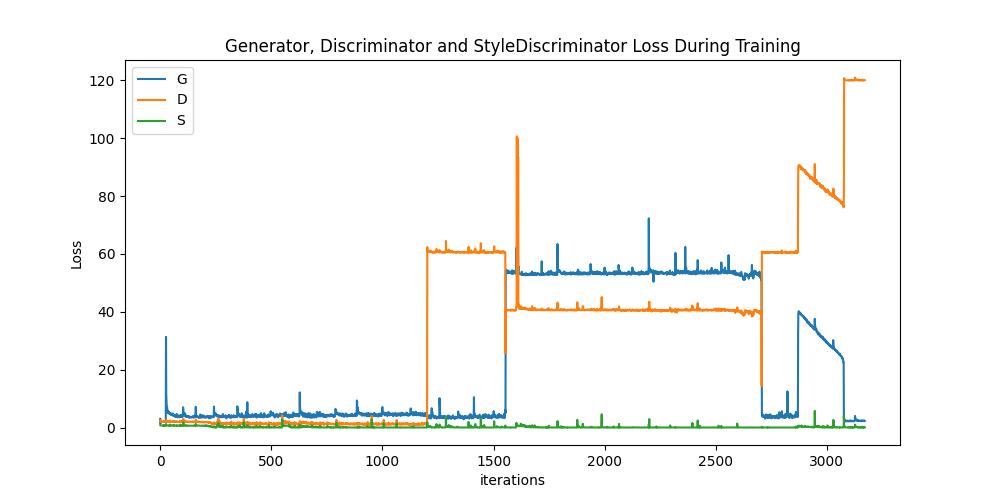 Generator, Discriminator and StyleDiscriminator Loss During Training
G
D
S
Loss
120
100
80
60
40
20
0
0 500 1000 1500 2000 2500 3000
iterations